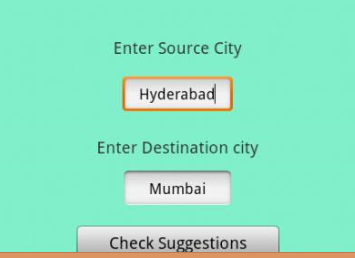 Enter Source City
Hyderabad
Enter Destination city
Mumbai
Check Suggestions